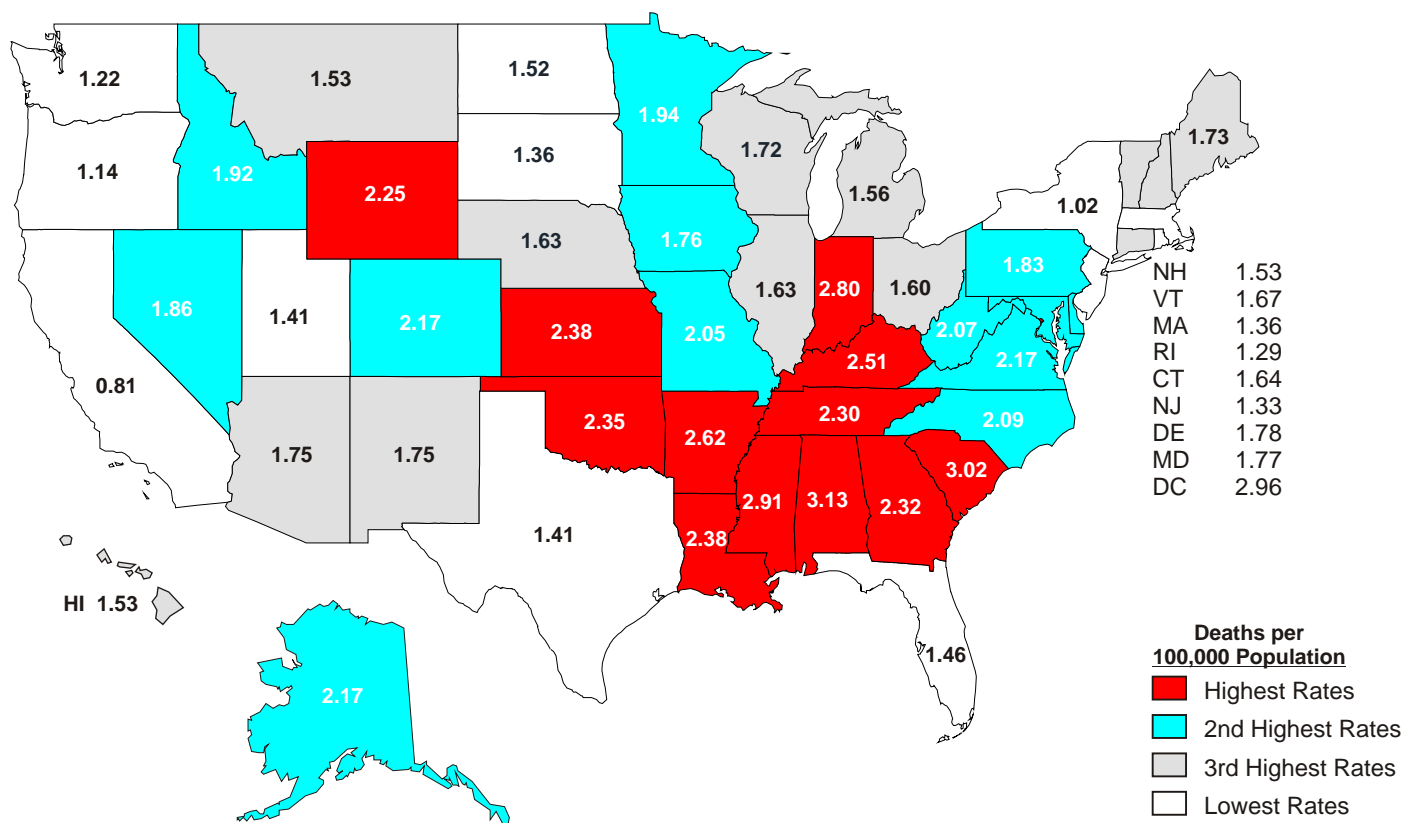 1.22
1.53
1.52
1.94
1.72
1.73
1.14
1.92
2.25
1.36
1.56
1.02
1.63
1.76
1.83
1.86
1.41
2.17
2.38
2.05
1.63
2.80
1.60
2.07
2.17
0.81
2.51
2.35
2.62
2.30
2.09
1.75
1.75
3.02
2.91
3.13
2.32
1.41
2.38
1.46
NH 1.53
VT 1.67
MA 1.36
RI 1.29
CT 1.64
NJ 1.33
DE 1.78
MD 1.77
DC 2.96
HI 1.53
2.17
Deaths per
100,000 Population
Highest Rates
2nd Highest Rates
3rd Highest Rates
Lowest Rates